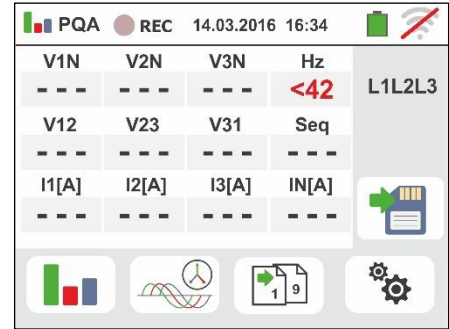 PQA REC 14.03.2016 16:34
V1N V2N V3N Hz
- - - - - - - - - <42 L1L2L3
V12 V23 V31 Seq
- - - - - - - - - - - -
I1[A] I2[A] I3[A] IN[A]
- - - - - - - - - - - -
1 9